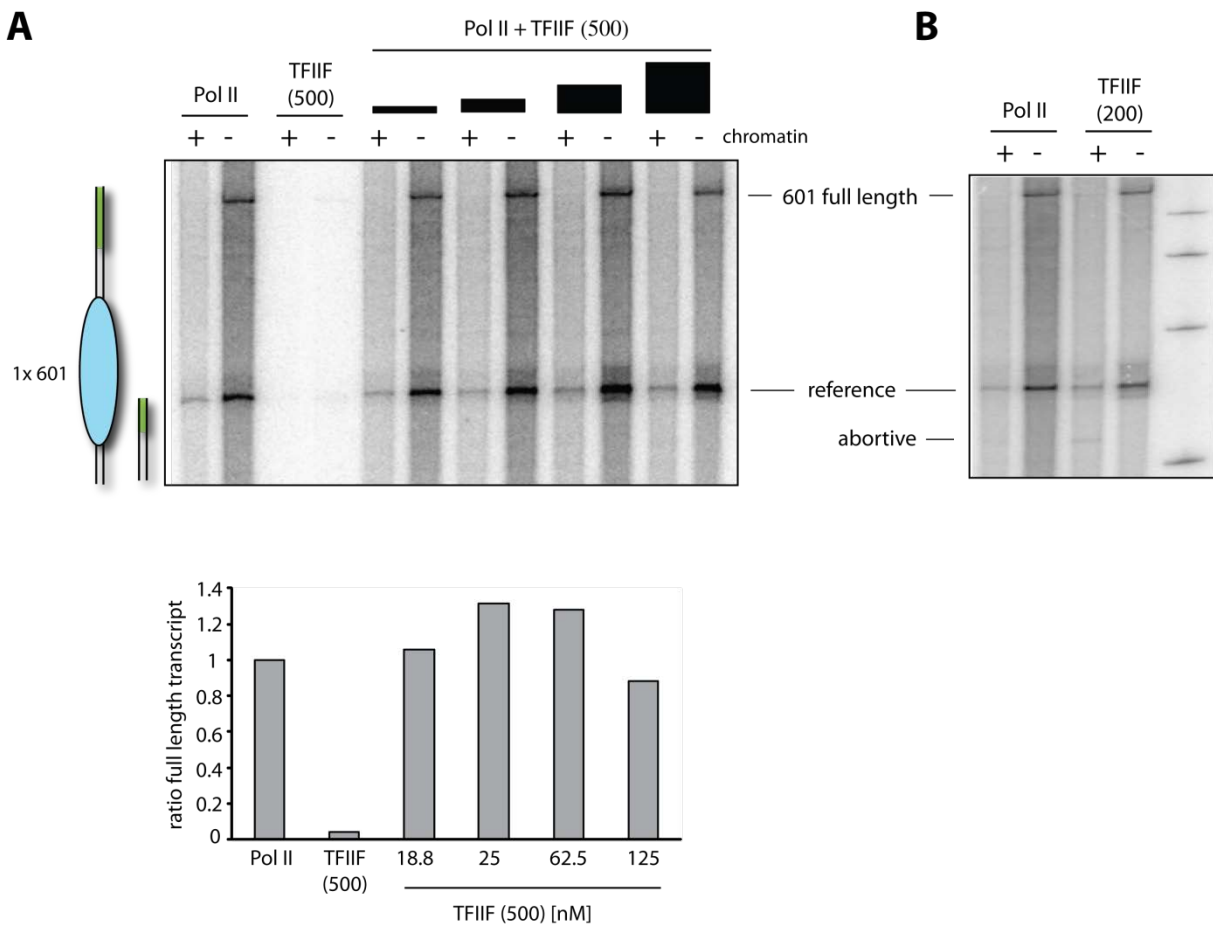 A
Pol II + TFIIF (500)
Pol II
TFIIF
(500)
+ - + - + - + - + - + - chromatin
601 full length
1x 601
reference
abortive
B
Pol II
TFIIF
(200)
+ - + -
ratio full length transcript
1.4
1.2
1
0.8
0.6
0.4
0.2
0
Pol II
TFIIF
(500)
18.8 25 62.5 125
TFIIF (500) [nM]